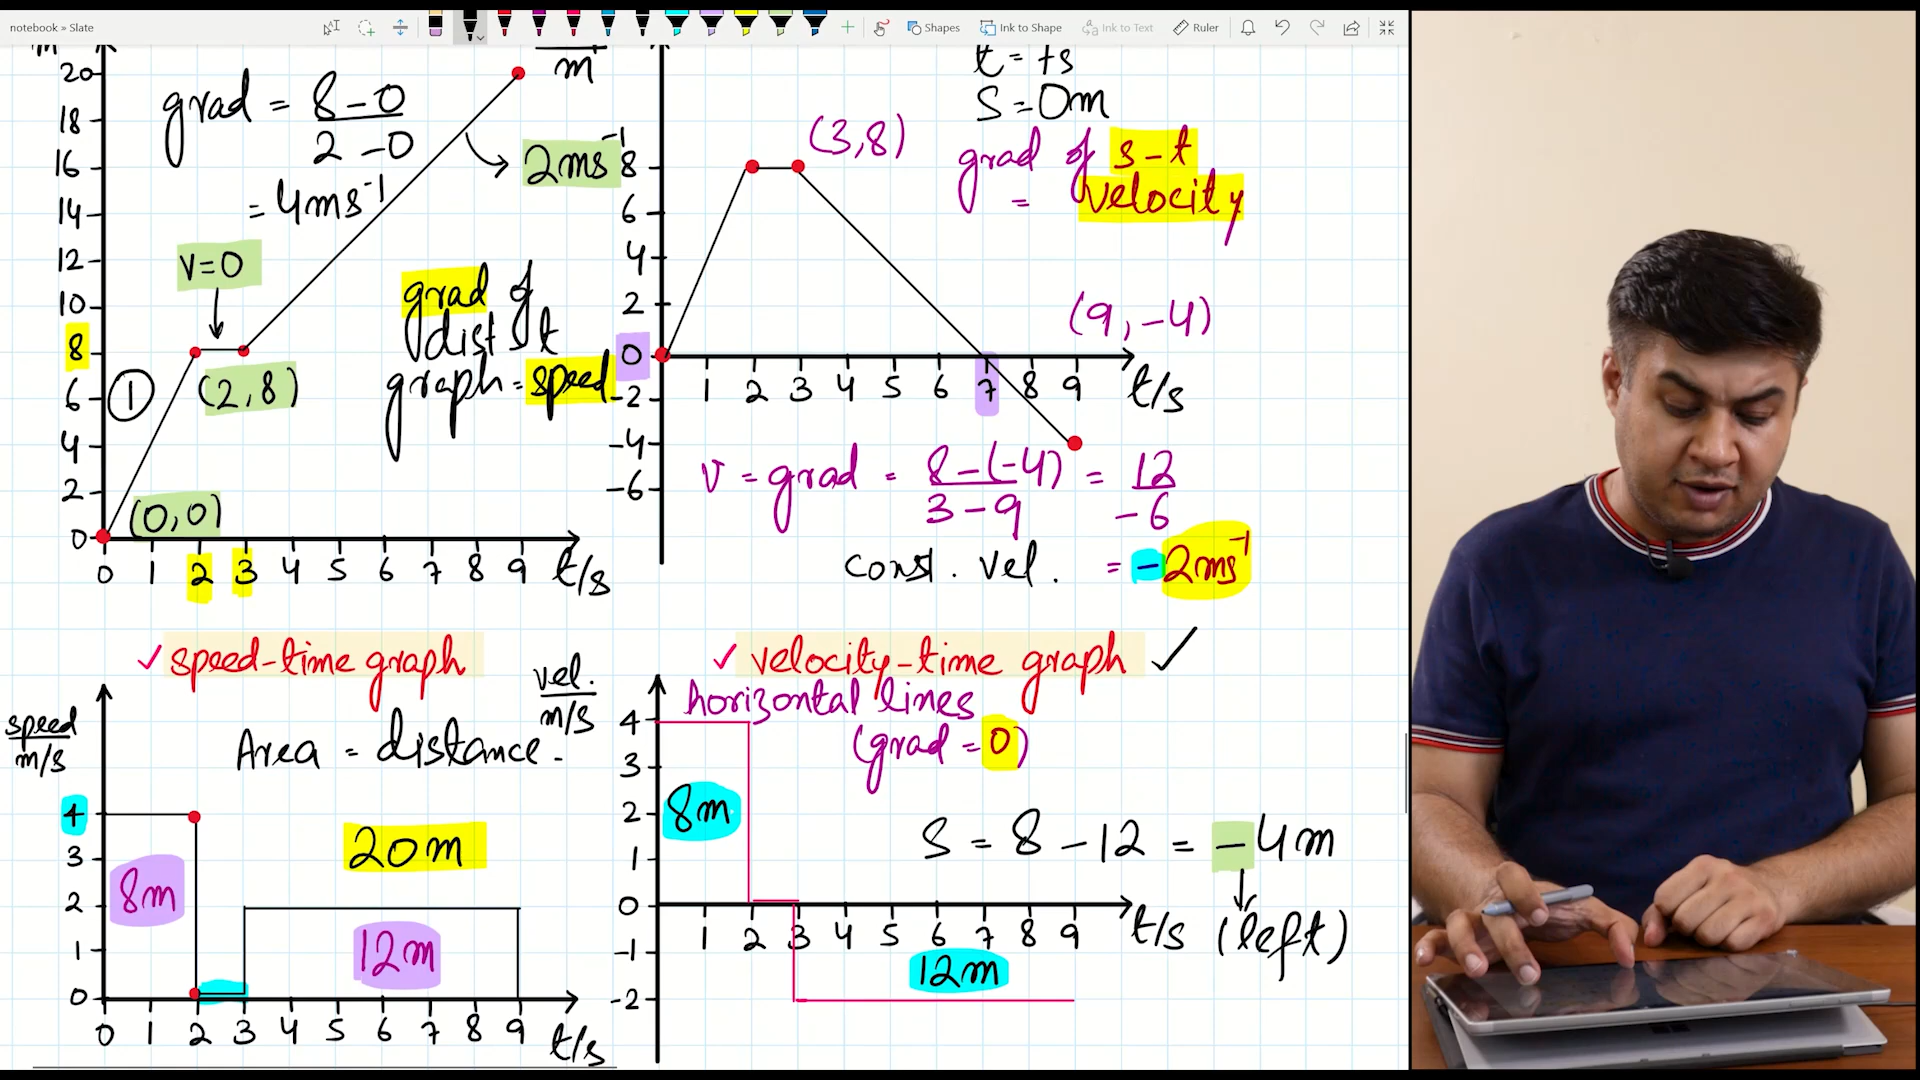 notebook » Slate
Shapes Ink to Shape Ink to Text Ruler
20
18
16
14
12
10
8
6
4
2
0
0 1 2 3 4 5 6 7 8 9 t/s
grad = 8-0
2-0
= 4ms⁻¹
2ms⁻¹
v=0
① (2,8)
(0,0)
grad of
dist t
graph = speed
m
8
6
4
2
0
-2
-4
-6
1 2 3 4 5 6 7 8 9 t/s
S = 0m
(3,8)
grad of s-t
= velocity
(9,-4)
v = grad = 8-(-4) = 12
3-9 -6
const. vel. = -2ms⁻¹
✓ speed-time graph
speed
m/s
Area = distance.
4
3
2
1
0
8m
20m
12m
0 1 2 3 4 5 6 7 8 9 t/s
✓ velocity-time graph ✓
vel.
m/s
horizontal lines
(grad = 0)
4
3
2
1
0
-1
-2
8m
S = 8 - 12 = -4m
(left)
1 2 3 4 5 6 7 8 9 t/s
12m